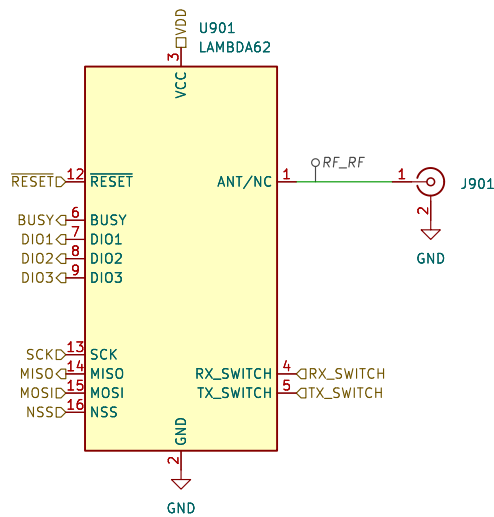 VDD
U901
LAMBDA62
3
VCC
RESET 12 RESET
ANT/NC 1
RF_RF
1
J901
2
GND
BUSY 6 BUSY
DIO1 7 DIO1
DIO2 8 DIO2
DIO3 9 DIO3
SCK 13 SCK
MISO 14 MISO
MOSI 15 MOSI
NSS 16 NSS
RX_SWITCH 4 RX_SWITCH
TX_SWITCH 5 TX_SWITCH
GND
2
GND